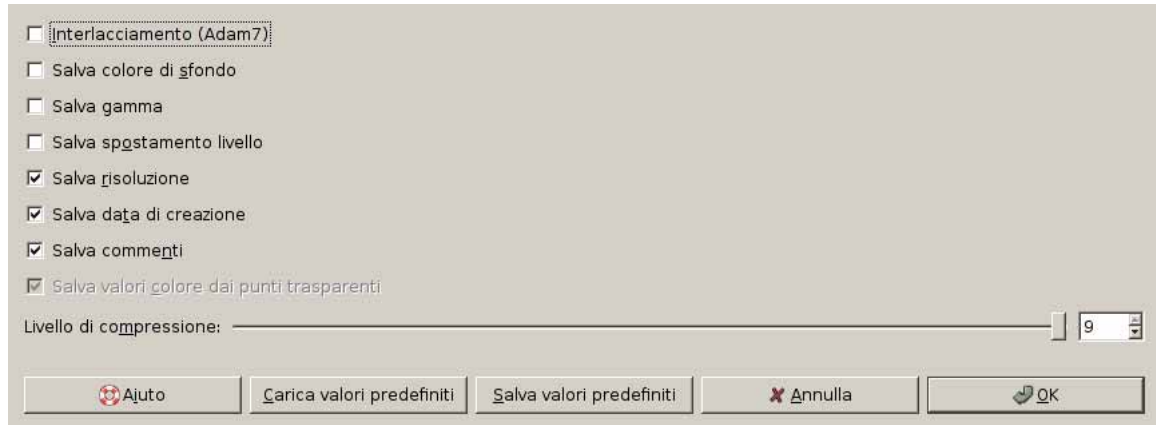 Interlacciamento (Adam7)
Salva colore di sfondo
Salva gamma
Salva spostamento livello
Salva risoluzione
Salva data di creazione
Salva commenti
Salva valori colore dai punti trasparenti
Livello di compressione: 9
Aiuto Carica valori predefiniti Salva valori predefiniti Annulla OK